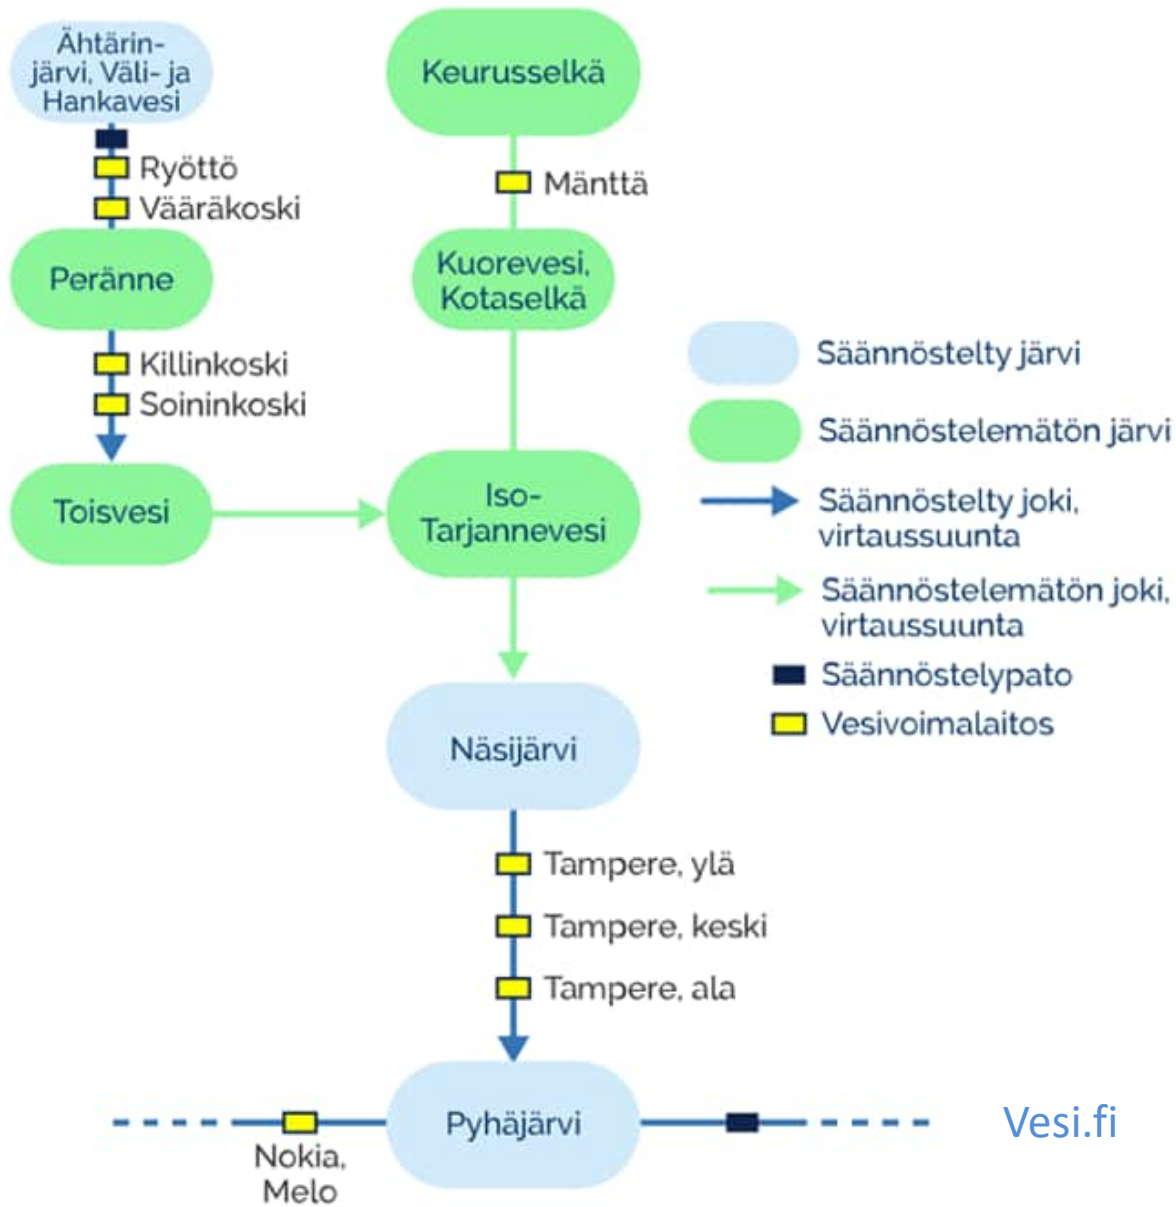 Ähtärin-
järvi, Väli- ja
Hankavesi
Ryöttö
Vääräkoski
Peränne
Killinkoski
Soininkoski
Toisvesi
Keurusselkä
Mänttä
Kuorevesi,
Kotaselkä
Iso-
Tarjannevesi
Näsijärvi
Tampere, ylä
Tampere, keski
Tampere, ala
Pyhäjärvi
Nokia,
Melo
Säännöstelty järvi
Säännöstelemätön järvi
Säännöstelty joki,
virtaussuunta
Säännöstelemätön joki,
virtaussuunta
Säännöstelypato
Vesivoimalaitos
Vesi.fi